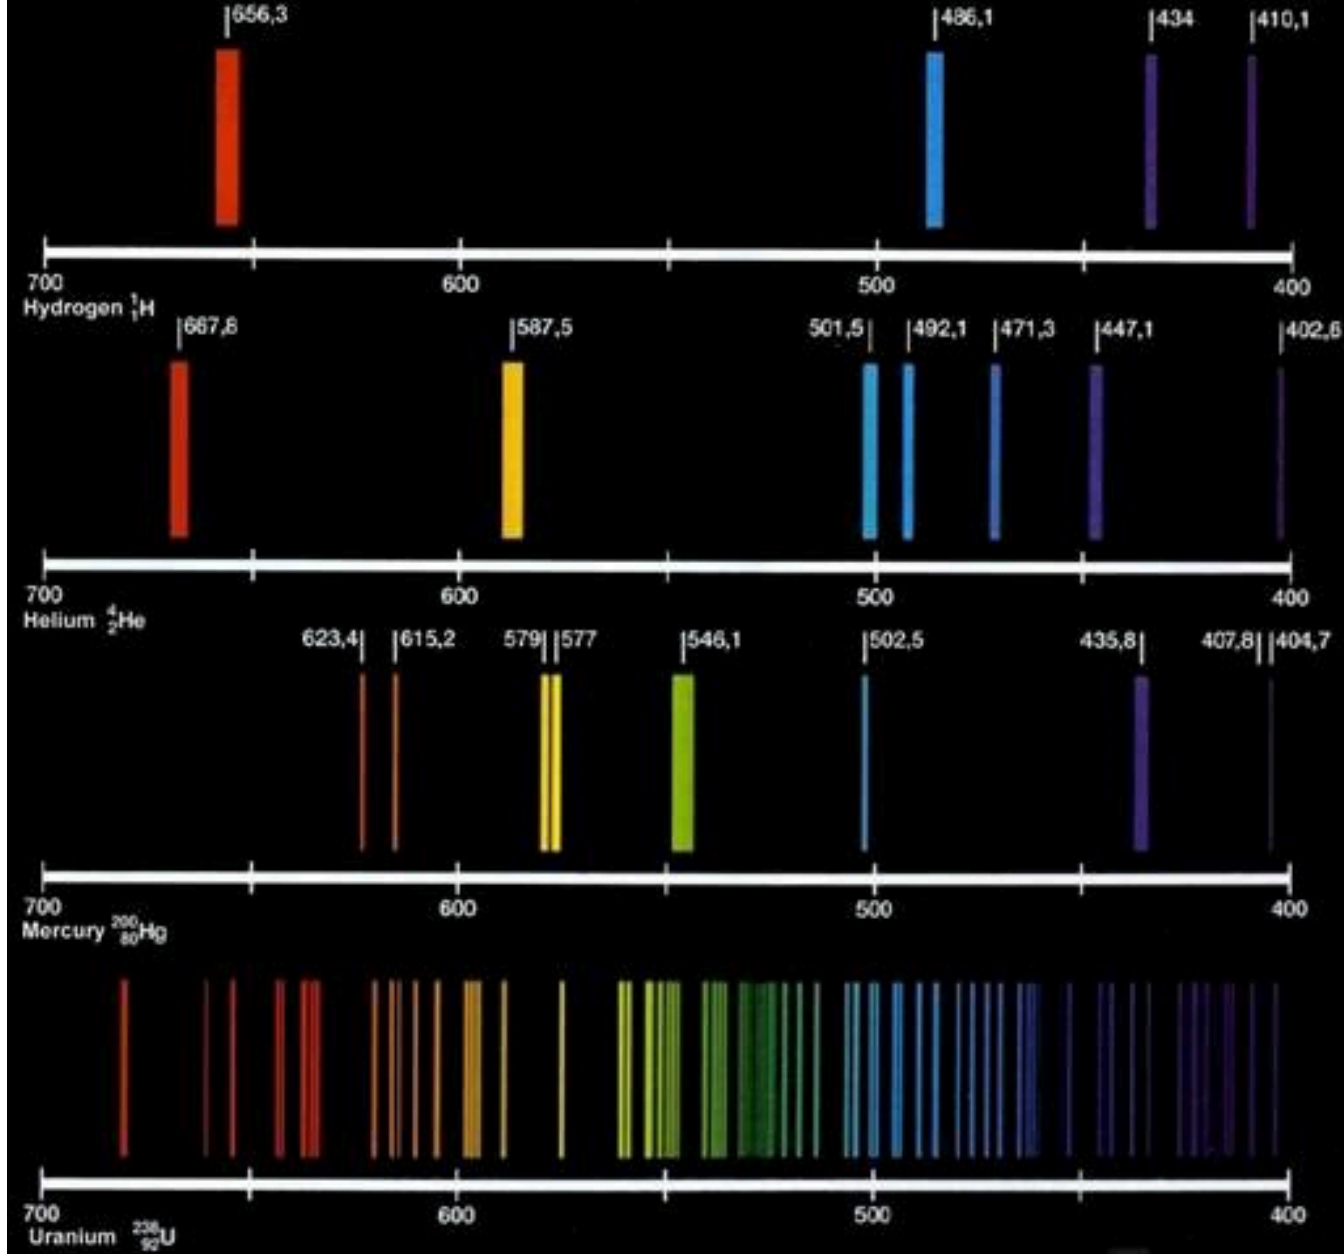 656,3 486,1 434 410,1
700 600 500 400
Hydrogen ¹₁H
667,8 587,5 501,5 492,1 471,3 447,1 402,6
700 600 500 400
Helium ⁴₂He
623,4 615,2 579 577 546,1 502,5 435,8 407,8 404,7
700 600 500 400
Mercury ²⁰⁰₈₀Hg
700 600 500 400
Uranium ²³⁸₉₂U